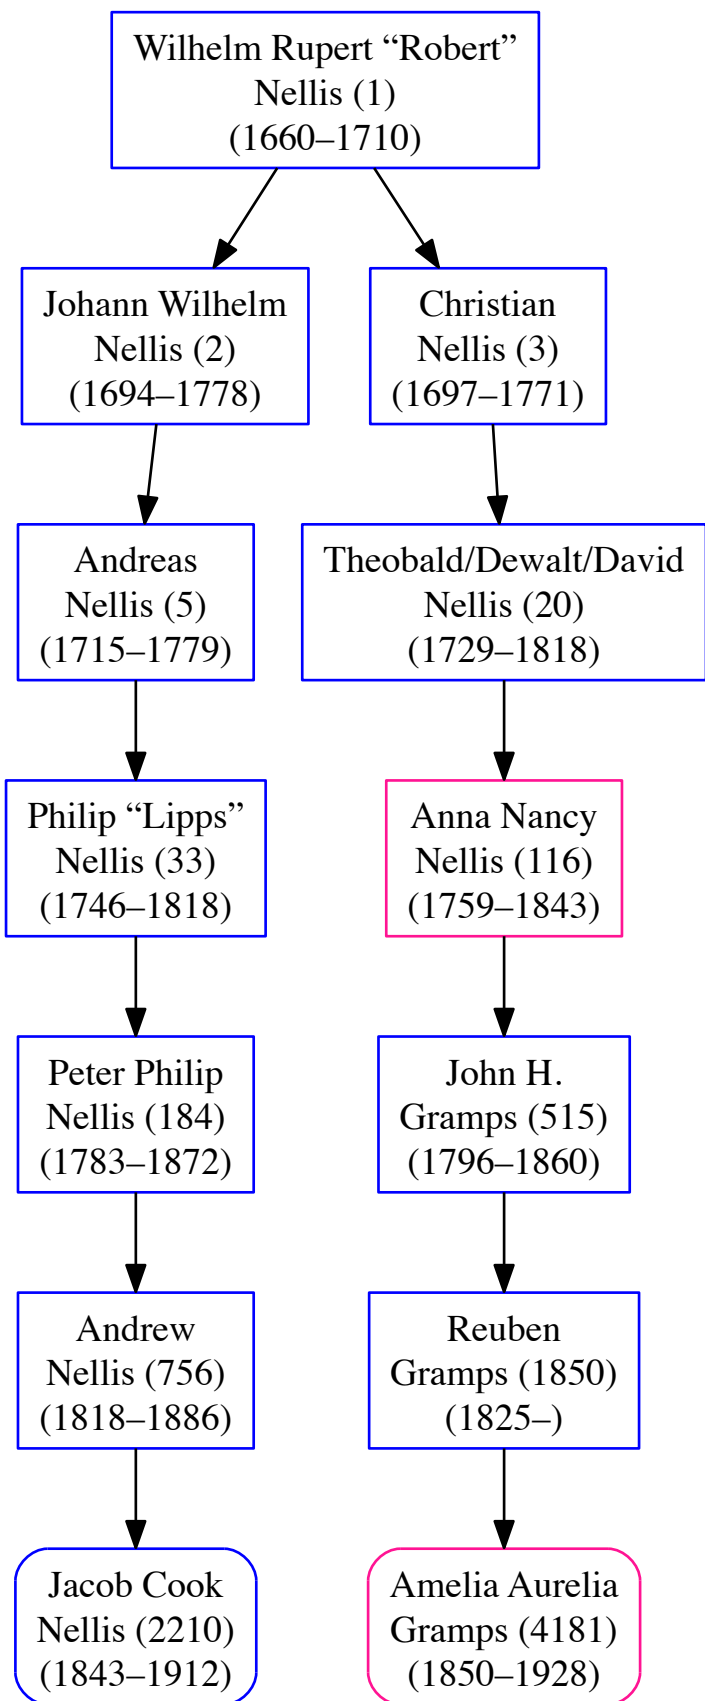 Wilhelm Rupert “Robert”
Nellis (1)
(1660–1710)
Johann Wilhelm
Nellis (2)
(1694–1778)
Christian
Nellis (3)
(1697–1771)
Andreas
Nellis (5)
(1715–1779)
Theobald/Dewalt/David
Nellis (20)
(1729–1818)
Philip “Lipps”
Nellis (33)
(1746–1818)
Anna Nancy
Nellis (116)
(1759–1843)
Peter Philip
Nellis (184)
(1783–1872)
John H.
Gramps (515)
(1796–1860)
Andrew
Nellis (756)
(1818–1886)
Reuben
Gramps (1850)
(1825–)
Jacob Cook
Nellis (2210)
(1843–1912)
Amelia Aurelia
Gramps (4181)
(1850–1928)